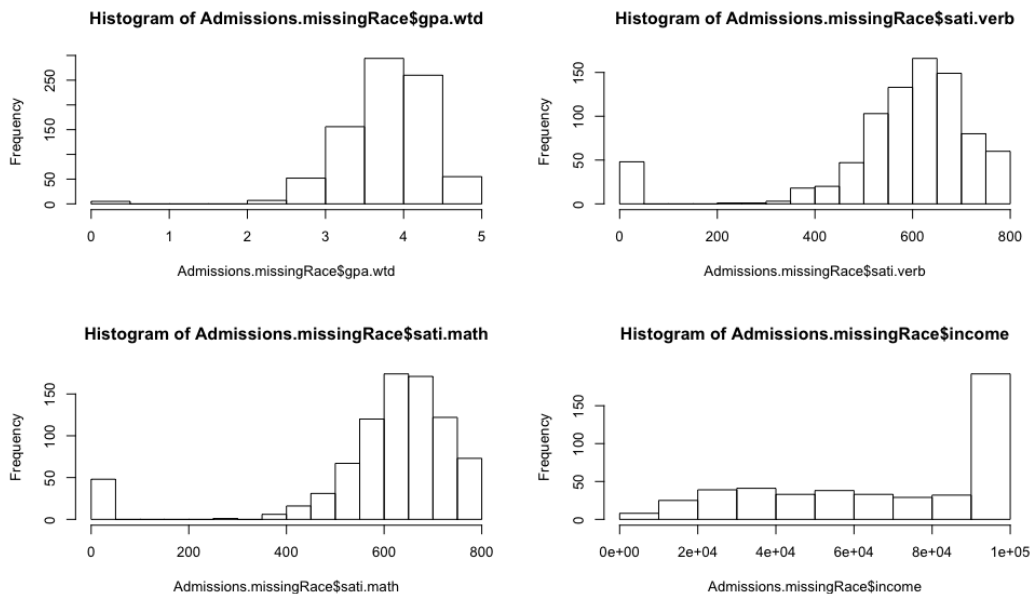 Histogram of Admissions.missingRace$gpa.wtd
Frequency
50
150
250
0
0
1
2
3
4
5
Admissions.missingRace$gpa.wtd
Histogram of Admissions.missingRace$sati.verb
Frequency
150
100
50
0
0
200
400
600
800
Admissions.missingRace$sati.verb
Histogram of Admissions.missingRace$sati.math
Frequency
150
100
50
0
0
200
400
600
800
Admissions.missingRace$sati.math
Histogram of Admissions.missingRace$income
Frequency
150
100
50
0
0e+00
2e+04
4e+04
6e+04
8e+04
1e+05
Admissions.missingRace$income